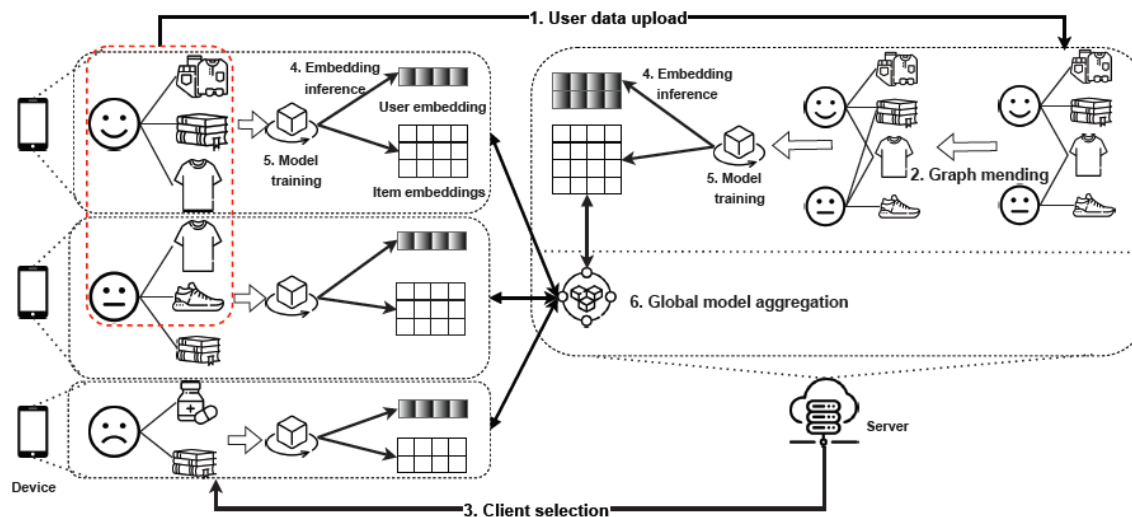 1. User data upload
4. Embedding
inference
User embedding
5. Model
training
Item embeddings
4. Embedding
inference
5. Model
training
2. Graph mending
6. Global model aggregation
Server
Device
3. Client selection